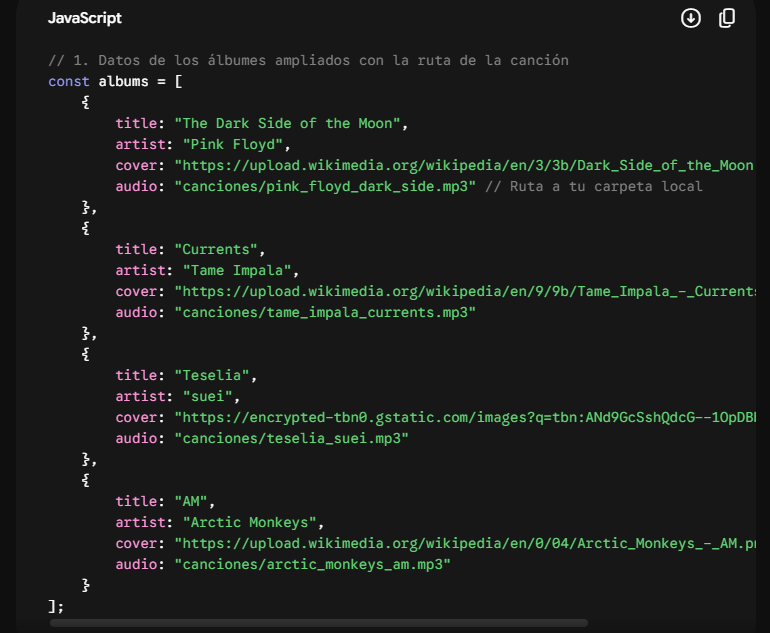 JavaScript
// 1. Datos de los álbumes ampliados con la ruta de la canción
const albums = [
{
title: "The Dark Side of the Moon",
artist: "Pink Floyd",
cover: "https://upload.wikimedia.org/wikipedia/en/3/3b/Dark_Side_of_the_Moon
audio: "canciones/pink_floyd_dark_side.mp3" // Ruta a tu carpeta local
},
{
title: "Currents",
artist: "Tame Impala",
cover: "https://upload.wikimedia.org/wikipedia/en/9/9b/Tame_Impala_-_Currents
audio: "canciones/tame_impala_currents.mp3"
},
{
title: "Teselia",
artist: "suei",
cover: "https://encrypted-tbn0.gstatic.com/images?q=tbn:ANd9GcSshQdcG--1OpDB
audio: "canciones/teselia_suei.mp3"
},
{
title: "AM",
artist: "Arctic Monkeys",
cover: "https://upload.wikimedia.org/wikipedia/en/0/04/Arctic_Monkeys_-_AM.p
audio: "canciones/arctic_monkeys_am.mp3"
}
];